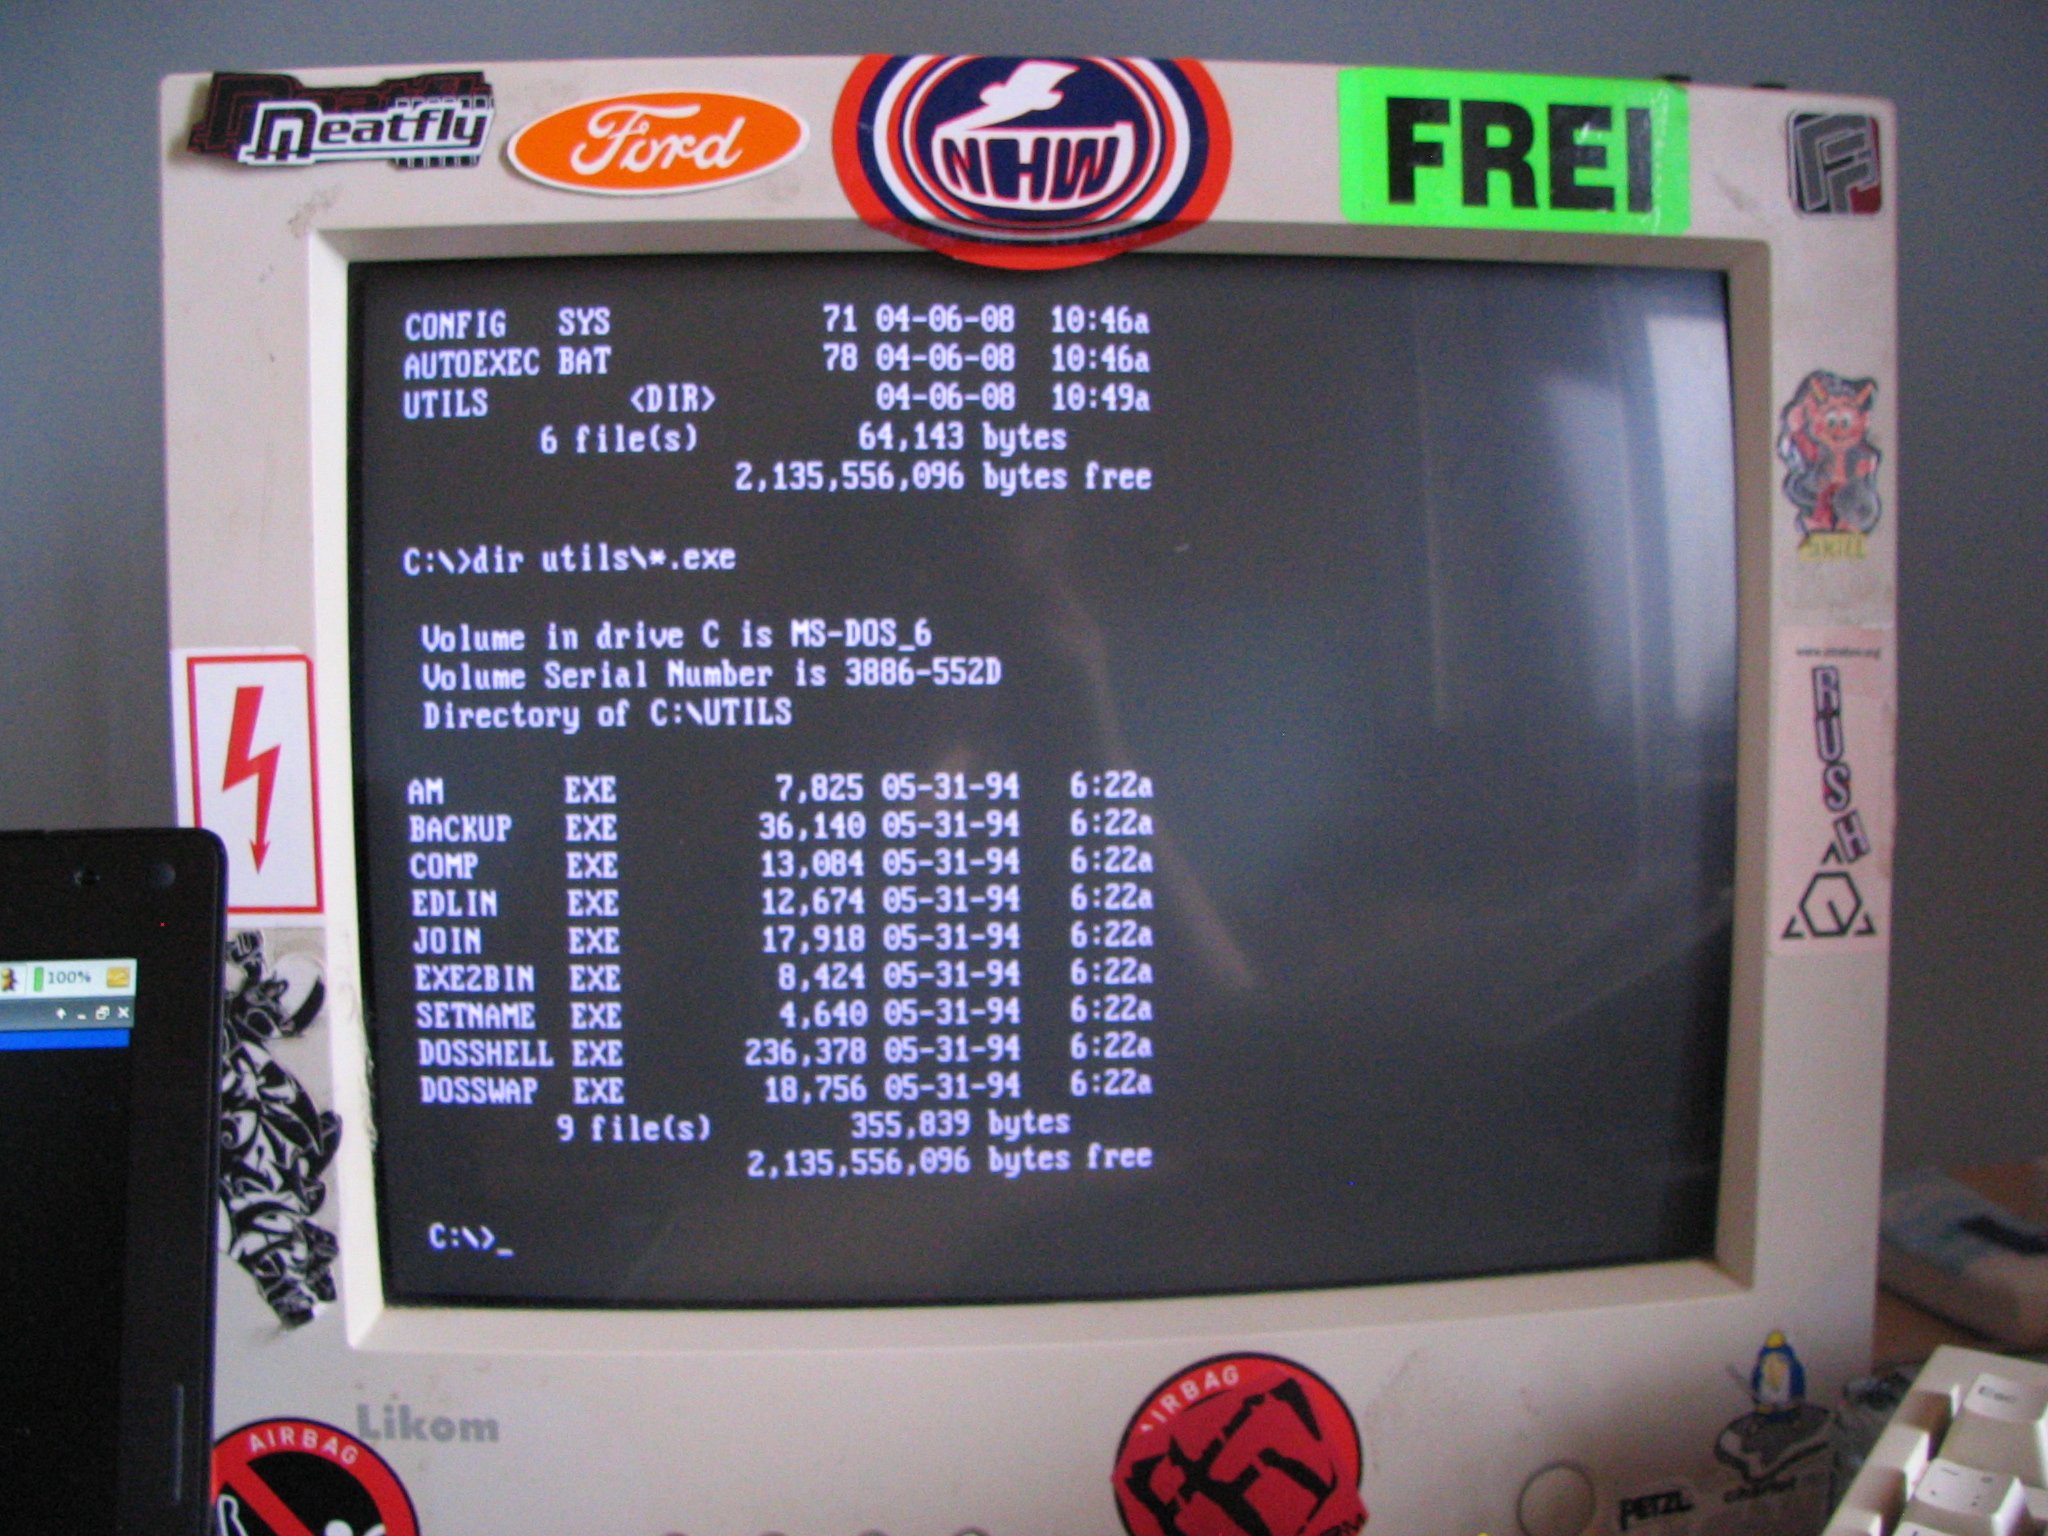 Neatfly
Ford
NHW
FREI
CONFIG   SYS            71 04-06-08  10:46a
AUTOEXEC BAT            78 04-06-08  10:46a
UTILS        <DIR>         04-06-08  10:49a
6 file(s)         64,143 bytes
2,135,556,096 bytes free
C:\>dir utils\*.exe
Volume in drive C is MS-DOS_6
Volume Serial Number is 3886-552D
Directory of C:\UTILS
AM       EXE         7,825 05-31-94   6:22a
BACKUP   EXE        36,140 05-31-94   6:22a
COMP     EXE        13,084 05-31-94   6:22a
EDLIN    EXE        12,674 05-31-94   6:22a
JOIN     EXE        17,918 05-31-94   6:22a
EXE2BIN  EXE         8,424 05-31-94   6:22a
SETNAME  EXE         4,640 05-31-94   6:22a
DOSSHELL EXE       236,378 05-31-94   6:22a
DOSSWAP  EXE        18,756 05-31-94   6:22a
9 file(s)        355,839 bytes
2,135,556,096 bytes free
C:\>_
RUSH
100%
Likom
AIRBAG
AIRBAG
PETZL
Esc